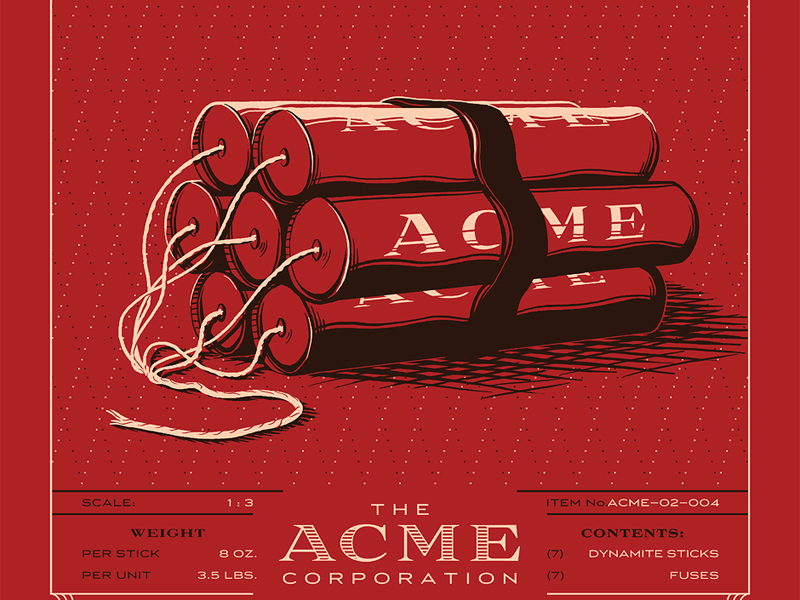 ACME
ACME
ACME
SCALE: 1 : 3
WEIGHT
PER STICK 8 OZ.
PER UNIT 3.5 LBS.
THE
ACME
CORPORATION
ITEM No ACME–02–004
CONTENTS:
(7) DYNAMITE STICKS
(7) FUSES